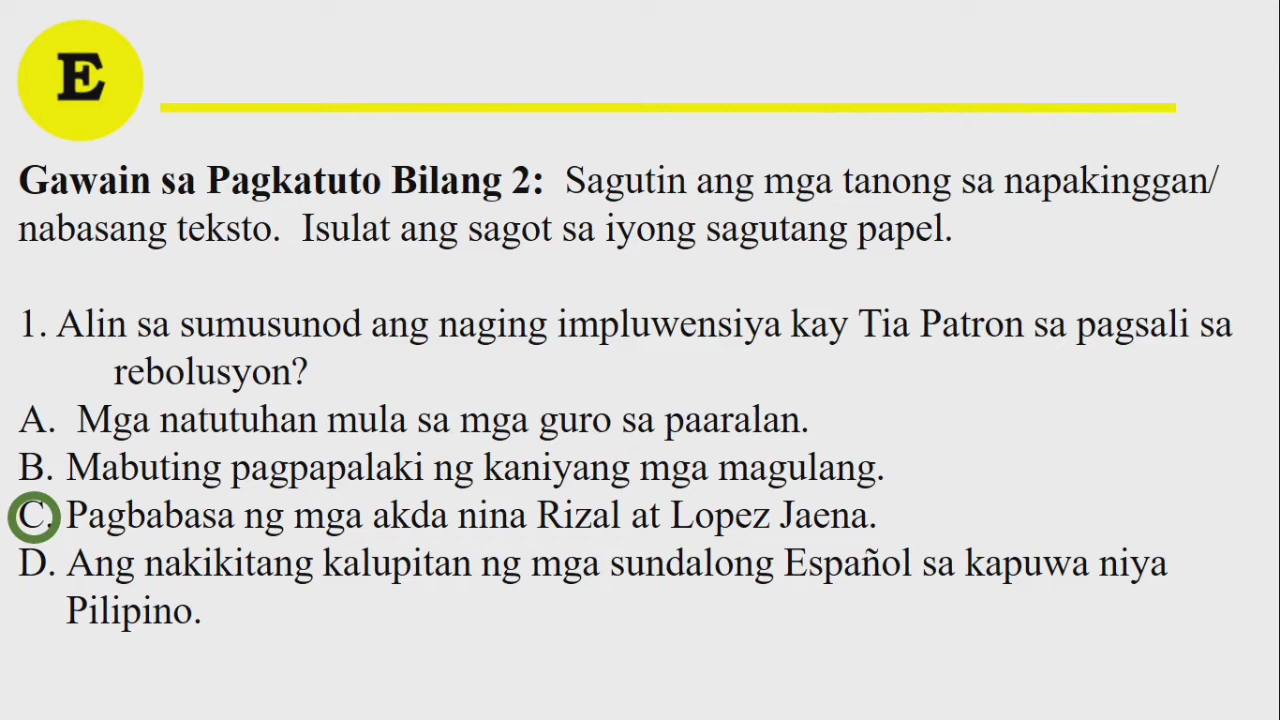 E
Gawain sa Pagkatuto Bilang 2: Sagutin ang mga tanong sa napakinggan/
nabasang teksto. Isulat ang sagot sa iyong sagutang papel.
1. Alin sa sumusunod ang naging impluwensiya kay Tia Patron sa pagsali sa
rebolusyon?
A. Mga natutuhan mula sa mga guro sa paaralan.
B. Mabuting pagpapalaki ng kaniyang mga magulang.
C. Pagbabasa ng mga akda nina Rizal at Lopez Jaena.
D. Ang nakikitang kalupitan ng mga sundalong Español sa kapuwa niya
Pilipino.